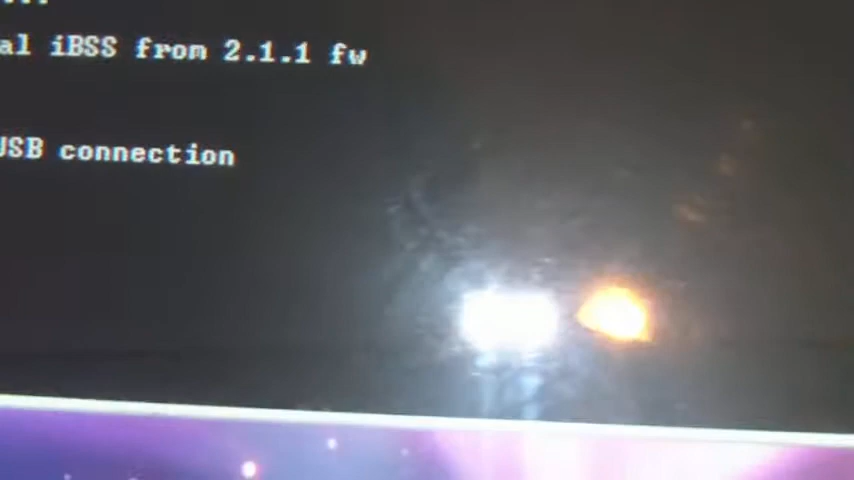 ...
al iBSS from 2.1.1 fw
USB connection